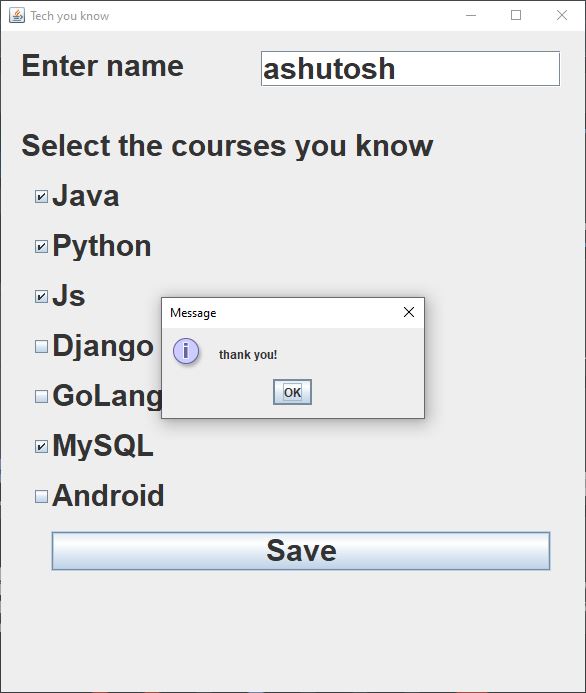 Tech you know
Enter name
ashutosh
Select the courses you know
Java
Python
Js
Django
GoLang
MySQL
Android
Save
Message
thank you!
OK